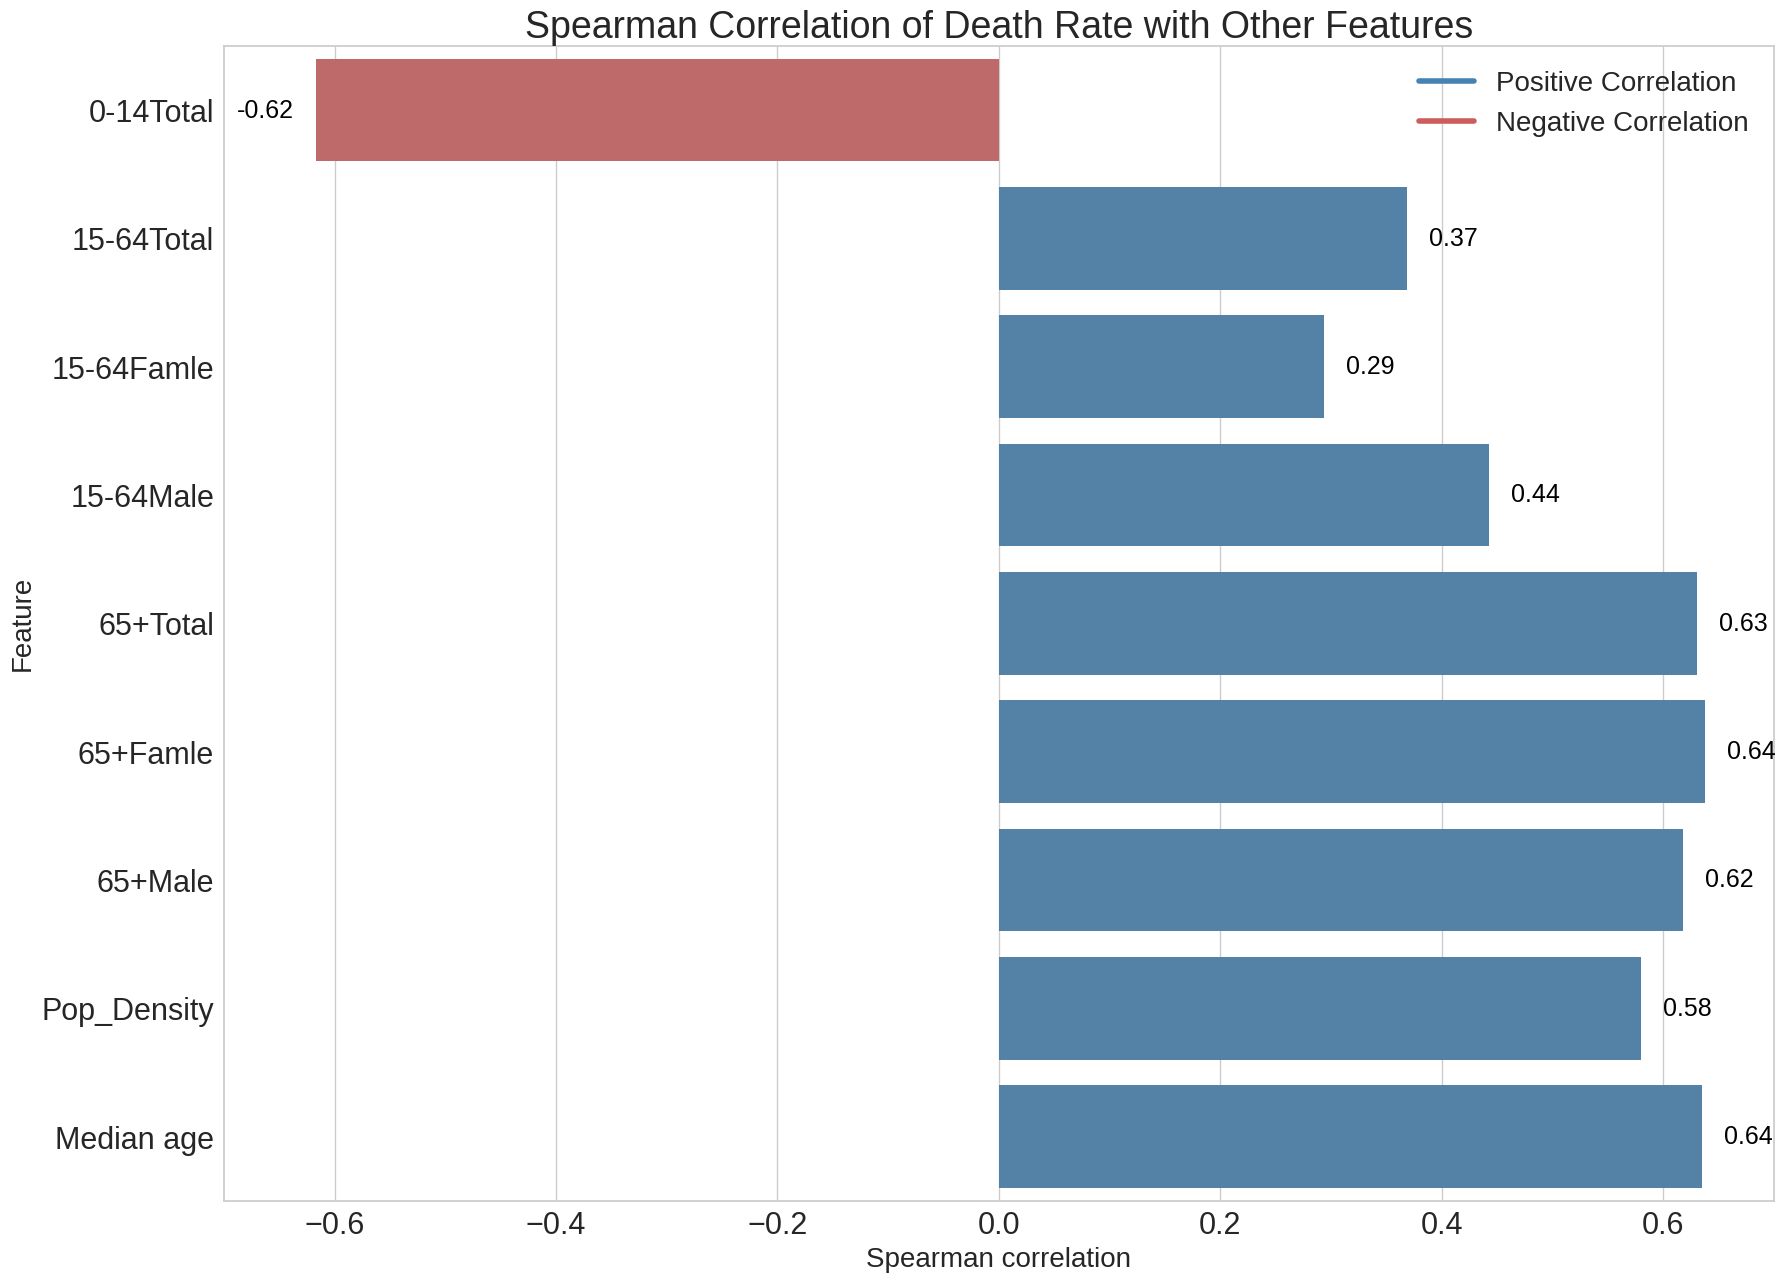 Spearman Correlation of Death Rate with Other Features
Positive Correlation
Negative Correlation
0-14Total
-0.62
15-64Total
0.37
15-64Famle
0.29
15-64Male
0.44
65+Total
0.63
65+Famle
0.64
65+Male
0.62
Pop_Density
0.58
Median age
0.64
Feature
−0.6
−0.4
−0.2
0.0
0.2
0.4
0.6
Spearman correlation